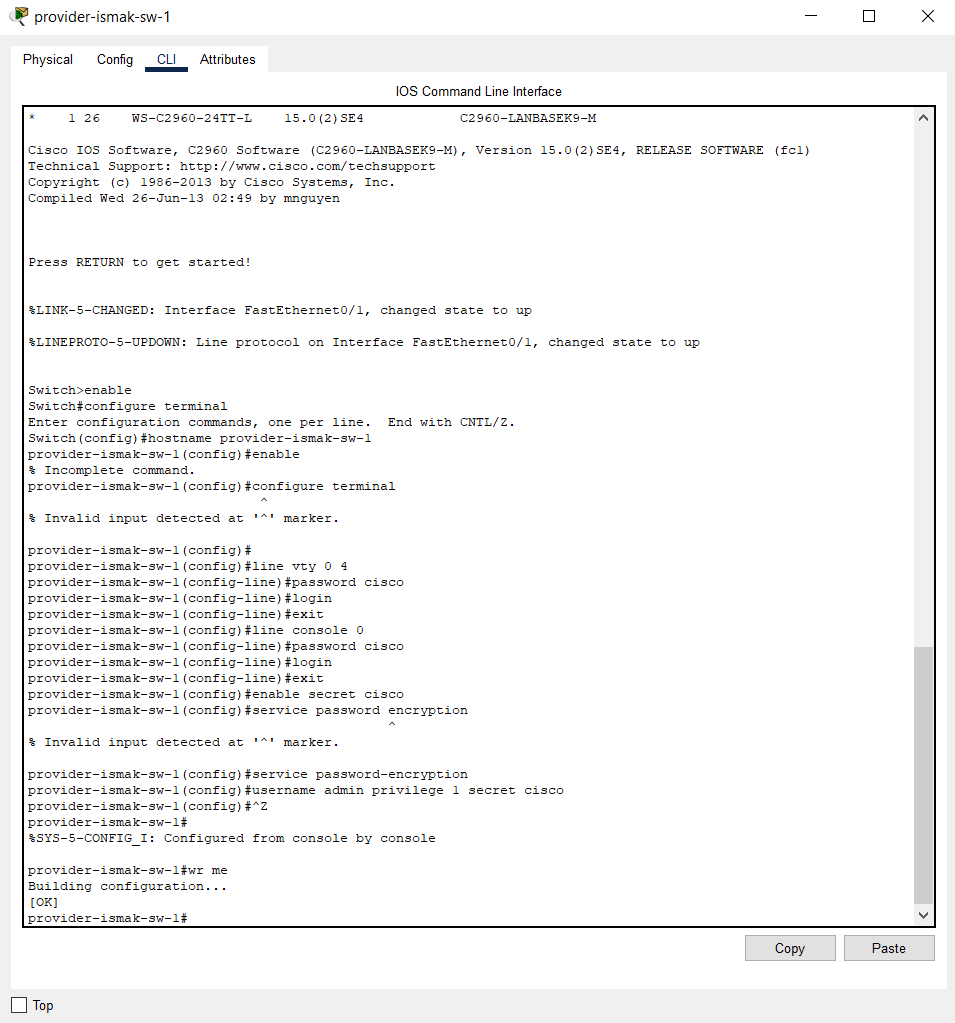 provider-ismak-sw-1
Physical Config CLI Attributes
IOS Command Line Interface
* 1 26 WS-C2960-24TT-L 15.0(2)SE4 C2960-LANBASEK9-M
Cisco IOS Software, C2960 Software (C2960-LANBASEK9-M), Version 15.0(2)SE4, RELEASE SOFTWARE (fc1)
Technical Support: http://www.cisco.com/techsupport
Copyright (c) 1986-2013 by Cisco Systems, Inc.
Compiled Wed 26-Jun-13 02:49 by mnguyen
Press RETURN to get started!
%LINK-5-CHANGED: Interface FastEthernet0/1, changed state to up
%LINEPROTO-5-UPDOWN: Line protocol on Interface FastEthernet0/1, changed state to up
Switch>enable
Switch#configure terminal
Enter configuration commands, one per line.  End with CNTL/Z.
Switch(config)#hostname provider-ismak-sw-1
provider-ismak-sw-1(config)#enable
% Incomplete command.
provider-ismak-sw-1(config)#configure terminal
^
% Invalid input detected at '^' marker.
provider-ismak-sw-1(config)#
provider-ismak-sw-1(config)#line vty 0 4
provider-ismak-sw-1(config-line)#password cisco
provider-ismak-sw-1(config-line)#login
provider-ismak-sw-1(config-line)#exit
provider-ismak-sw-1(config)#line console 0
provider-ismak-sw-1(config-line)#password cisco
provider-ismak-sw-1(config-line)#login
provider-ismak-sw-1(config-line)#exit
provider-ismak-sw-1(config)#enable secret cisco
provider-ismak-sw-1(config)#service password encryption
^
% Invalid input detected at '^' marker.
provider-ismak-sw-1(config)#service password-encryption
provider-ismak-sw-1(config)#username admin privilege 1 secret cisco
provider-ismak-sw-1(config)#^Z
provider-ismak-sw-1#
%SYS-5-CONFIG_I: Configured from console by console
provider-ismak-sw-1#wr me
Building configuration...
[OK]
provider-ismak-sw-1#
Copy Paste
Top